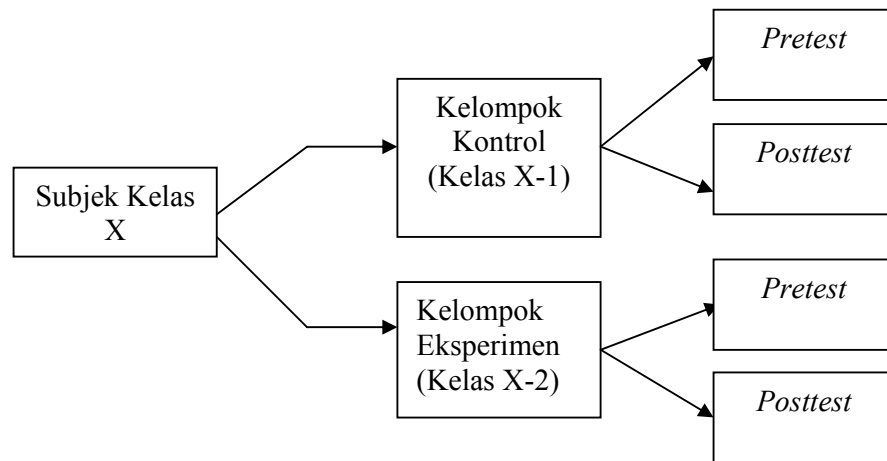 Subjek Kelas
X
Kelompok
Kontrol
(Kelas X-1)
Pretest
Posttest
Kelompok
Eksperimen
(Kelas X-2)
Pretest
Posttest